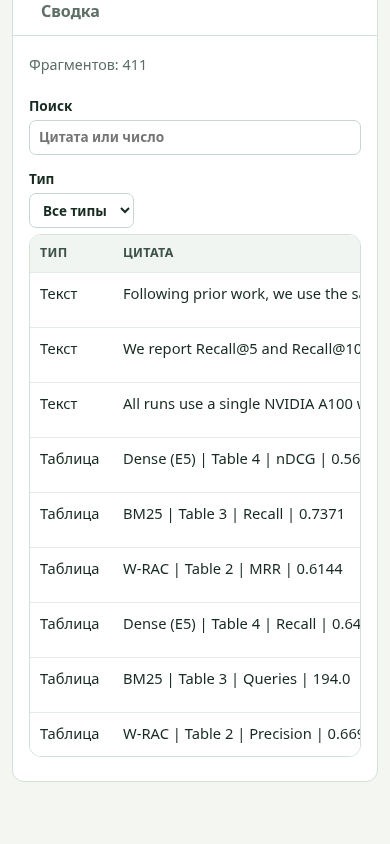 Сводка
Фрагментов: 411
Поиск
Цитата или число
Тип
Все типы
ТИП ЦИТАТА
Текст Following prior work, we use the
Текст We report Recall@5 and Recall@10
Текст All runs use a single NVIDIA A100
Таблица Dense (E5) | Table 4 | nDCG | 0.56
Таблица BM25 | Table 3 | Recall | 0.7371
Таблица W-RAC | Table 2 | MRR | 0.6144
Таблица Dense (E5) | Table 4 | Recall | 0.64
Таблица BM25 | Table 3 | Queries | 194.0
Таблица W-RAC | Table 2 | Precision | 0.669